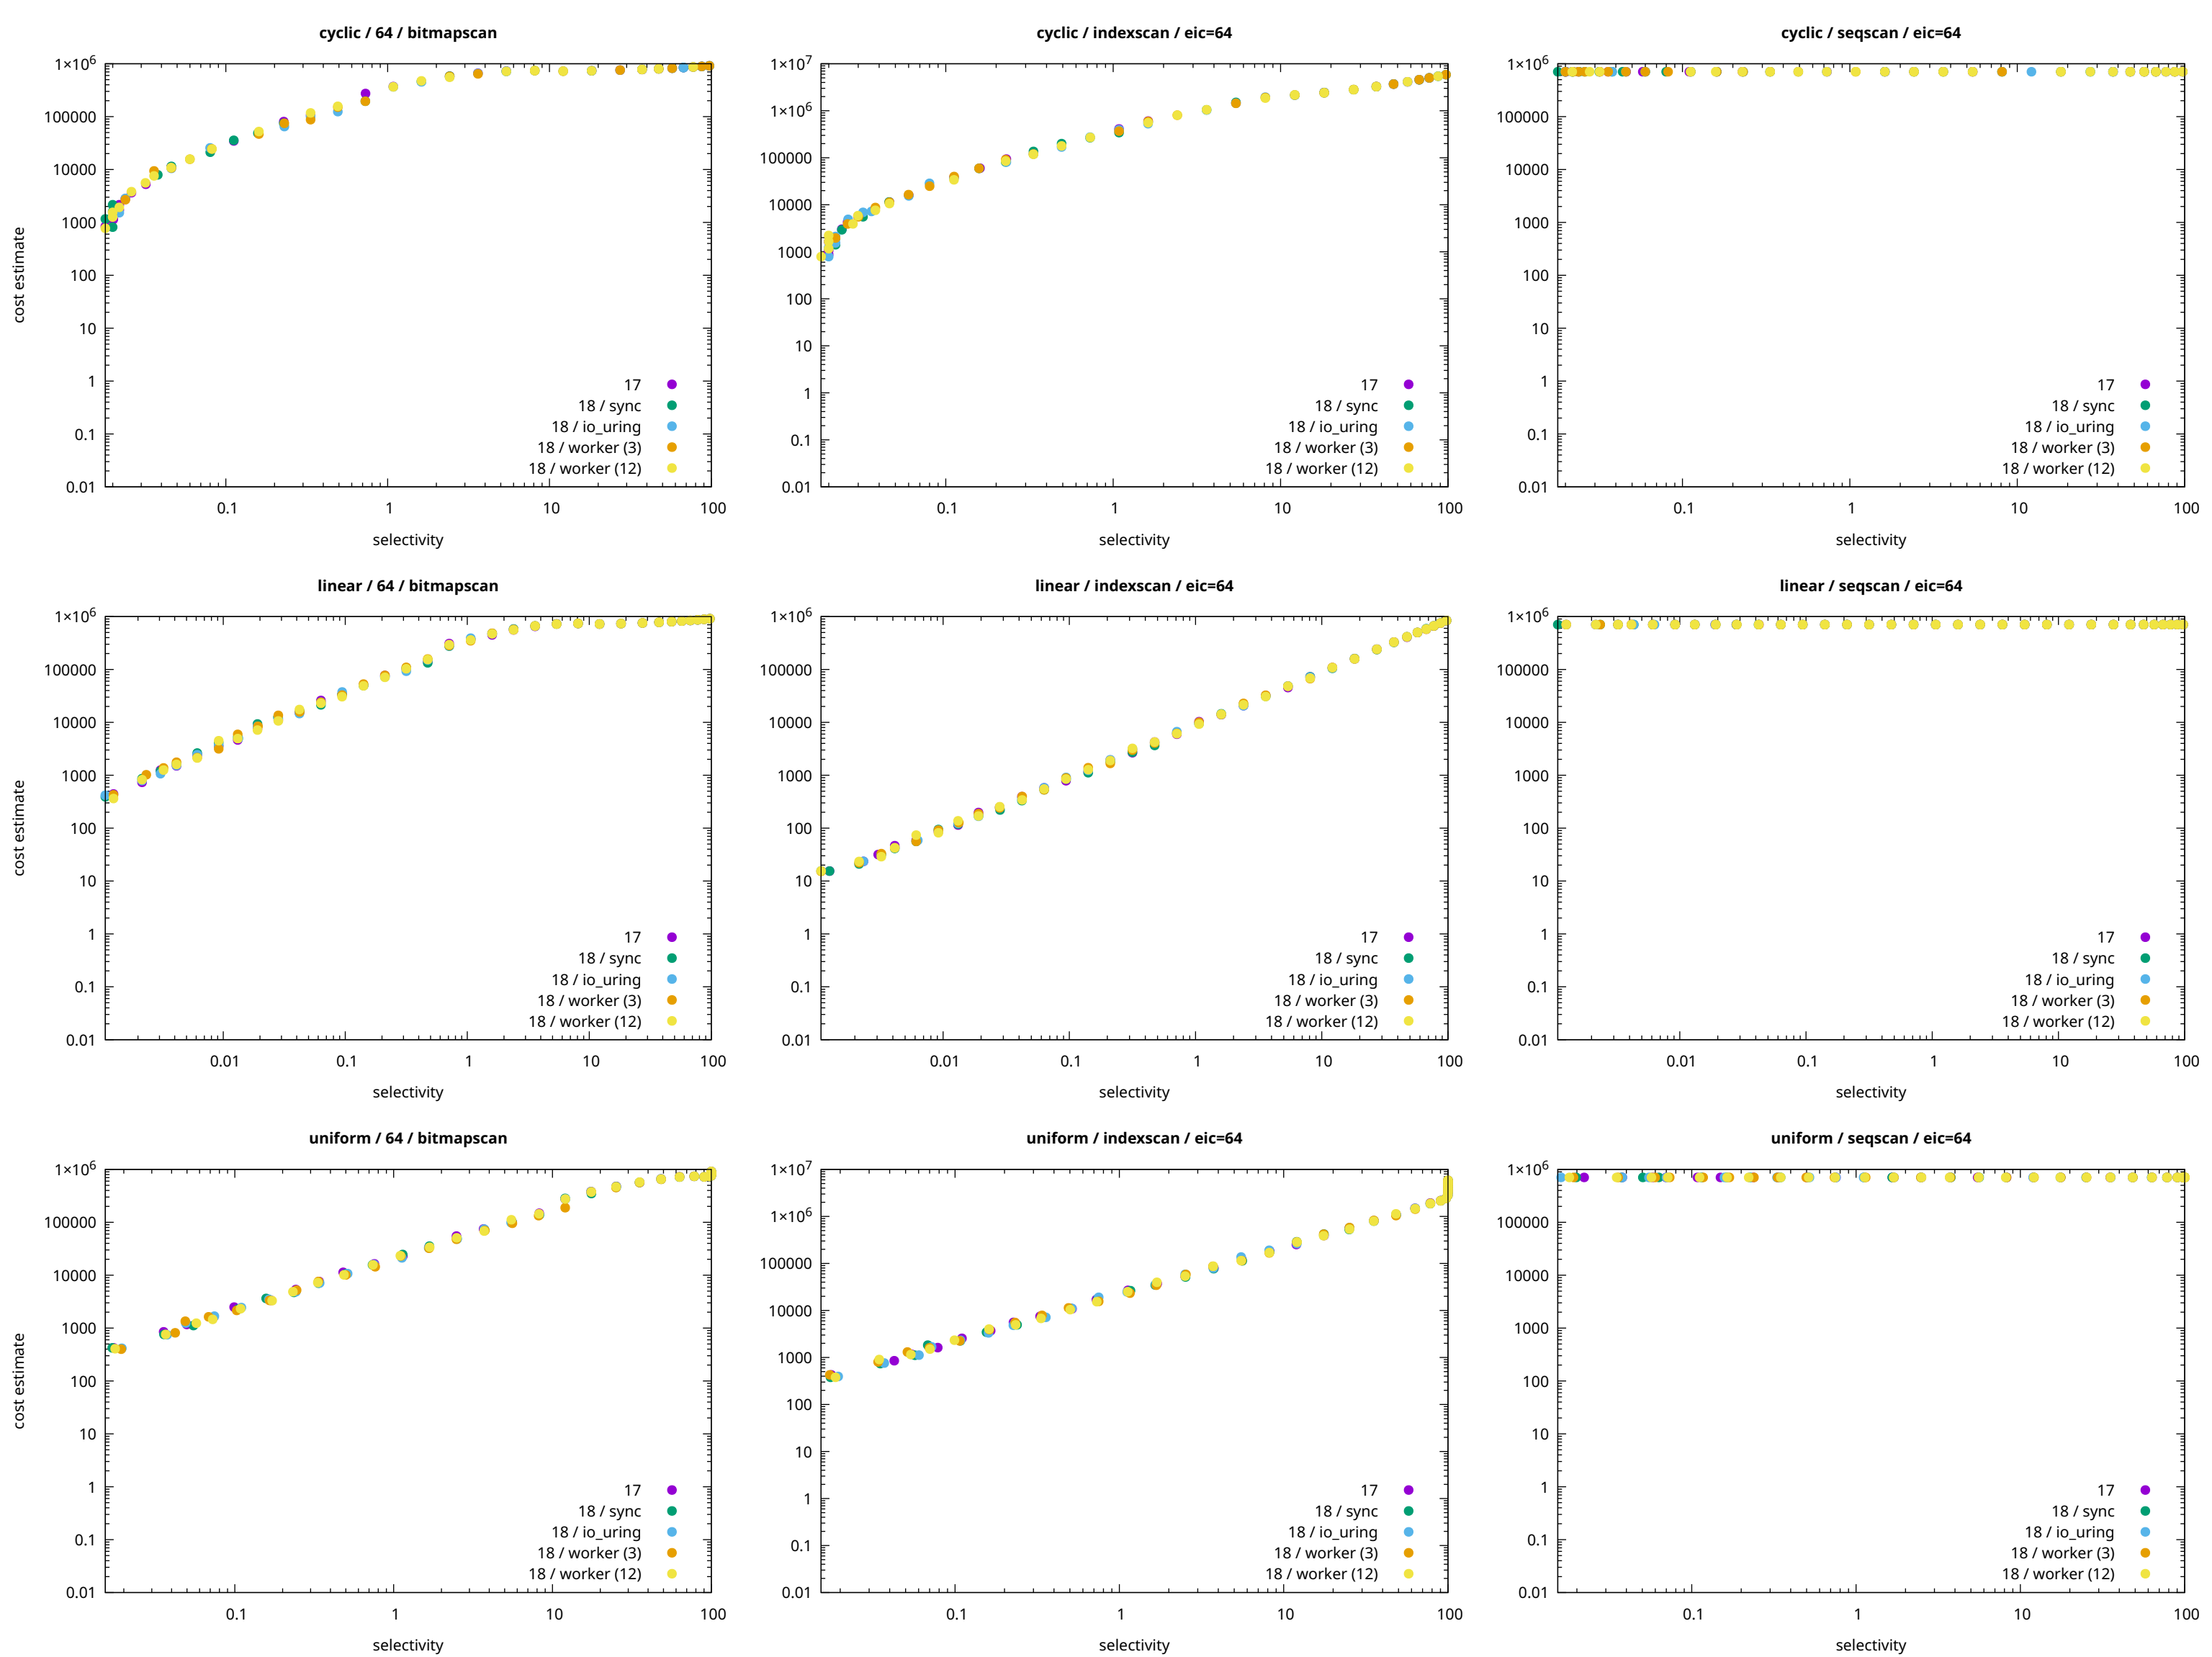 cyclic / 64 / bitmapscan
cost estimate
1×10⁶
100000
10000
1000
100
10
1
0.1
0.01
17
18 / sync
18 / io_uring
18 / worker (3)
18 / worker (12)
0.1 1 10 100
selectivity
cyclic / indexscan / eic=64
1×10⁷
1×10⁶
100000
10000
1000
100
10
1
0.1
0.01
17
18 / sync
18 / io_uring
18 / worker (3)
18 / worker (12)
0.1 1 10 100
selectivity
cyclic / seqscan / eic=64
1×10⁶
100000
10000
1000
100
10
1
0.1
0.01
17
18 / sync
18 / io_uring
18 / worker (3)
18 / worker (12)
0.1 1 10 100
selectivity
linear / 64 / bitmapscan
cost estimate
1×10⁶
100000
10000
1000
100
10
1
0.1
0.01
17
18 / sync
18 / io_uring
18 / worker (3)
18 / worker (12)
0.01 0.1 1 10 100
selectivity
linear / indexscan / eic=64
1×10⁶
100000
10000
1000
100
10
1
0.1
0.01
17
18 / sync
18 / io_uring
18 / worker (3)
18 / worker (12)
0.01 0.1 1 10 100
selectivity
linear / seqscan / eic=64
1×10⁶
100000
10000
1000
100
10
1
0.1
0.01
17
18 / sync
18 / io_uring
18 / worker (3)
18 / worker (12)
0.01 0.1 1 10 100
selectivity
uniform / 64 / bitmapscan
cost estimate
1×10⁶
100000
10000
1000
100
10
1
0.1
0.01
17
18 / sync
18 / io_uring
18 / worker (3)
18 / worker (12)
0.1 1 10 100
selectivity
uniform / indexscan / eic=64
1×10⁷
1×10⁶
100000
10000
1000
100
10
1
0.1
0.01
17
18 / sync
18 / io_uring
18 / worker (3)
18 / worker (12)
0.1 1 10 100
selectivity
uniform / seqscan / eic=64
1×10⁶
100000
10000
1000
100
10
1
0.1
0.01
17
18 / sync
18 / io_uring
18 / worker (3)
18 / worker (12)
0.1 1 10 100
selectivity